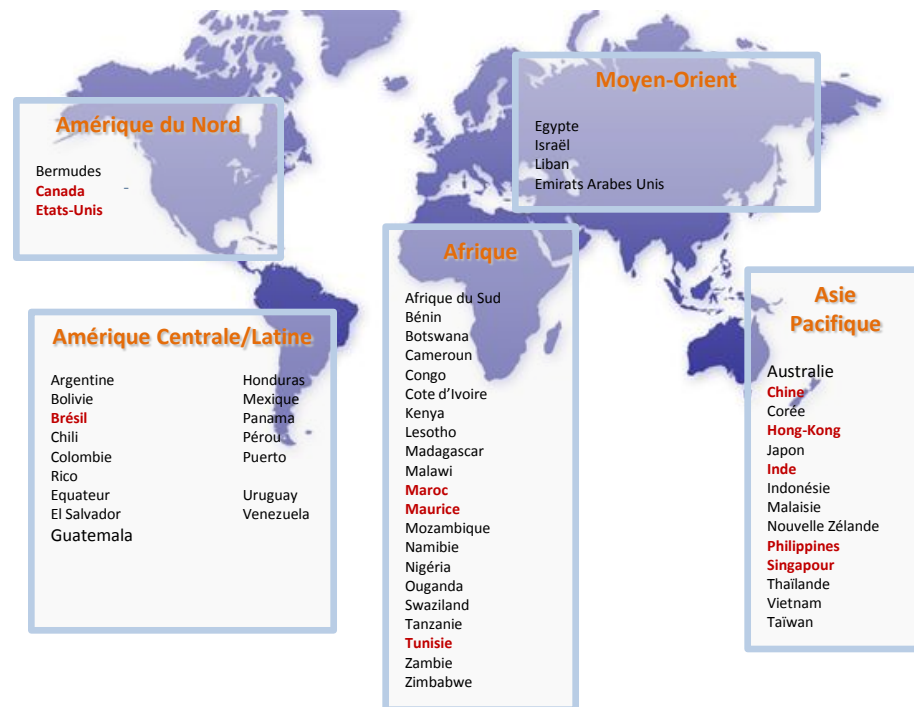 Amérique du Nord
Bermudes
Canada -
Etats-Unis
Moyen-Orient
Egypte
Israël
Liban
Emirats Arabes Unis
Amérique Centrale/Latine
Argentine Honduras
Bolivie Mexique
Brésil Panama
Chili Pérou
Colombie Puerto
Rico
Equateur Uruguay
El Salvador Venezuela
Guatemala
Afrique
Afrique du Sud
Bénin
Botswana
Cameroun
Congo
Cote d’Ivoire
Kenya
Lesotho
Madagascar
Malawi
Maroc
Maurice
Mozambique
Namibie
Nigéria
Ouganda
Swaziland
Tanzanie
Tunisie
Zambie
Zimbabwe
Asie
Pacifique
Australie
Chine
Corée
Hong-Kong
Japon
Inde
Indonésie
Malaisie
Nouvelle Zélande
Philippines
Singapour
Thaïlande
Vietnam
Taïwan